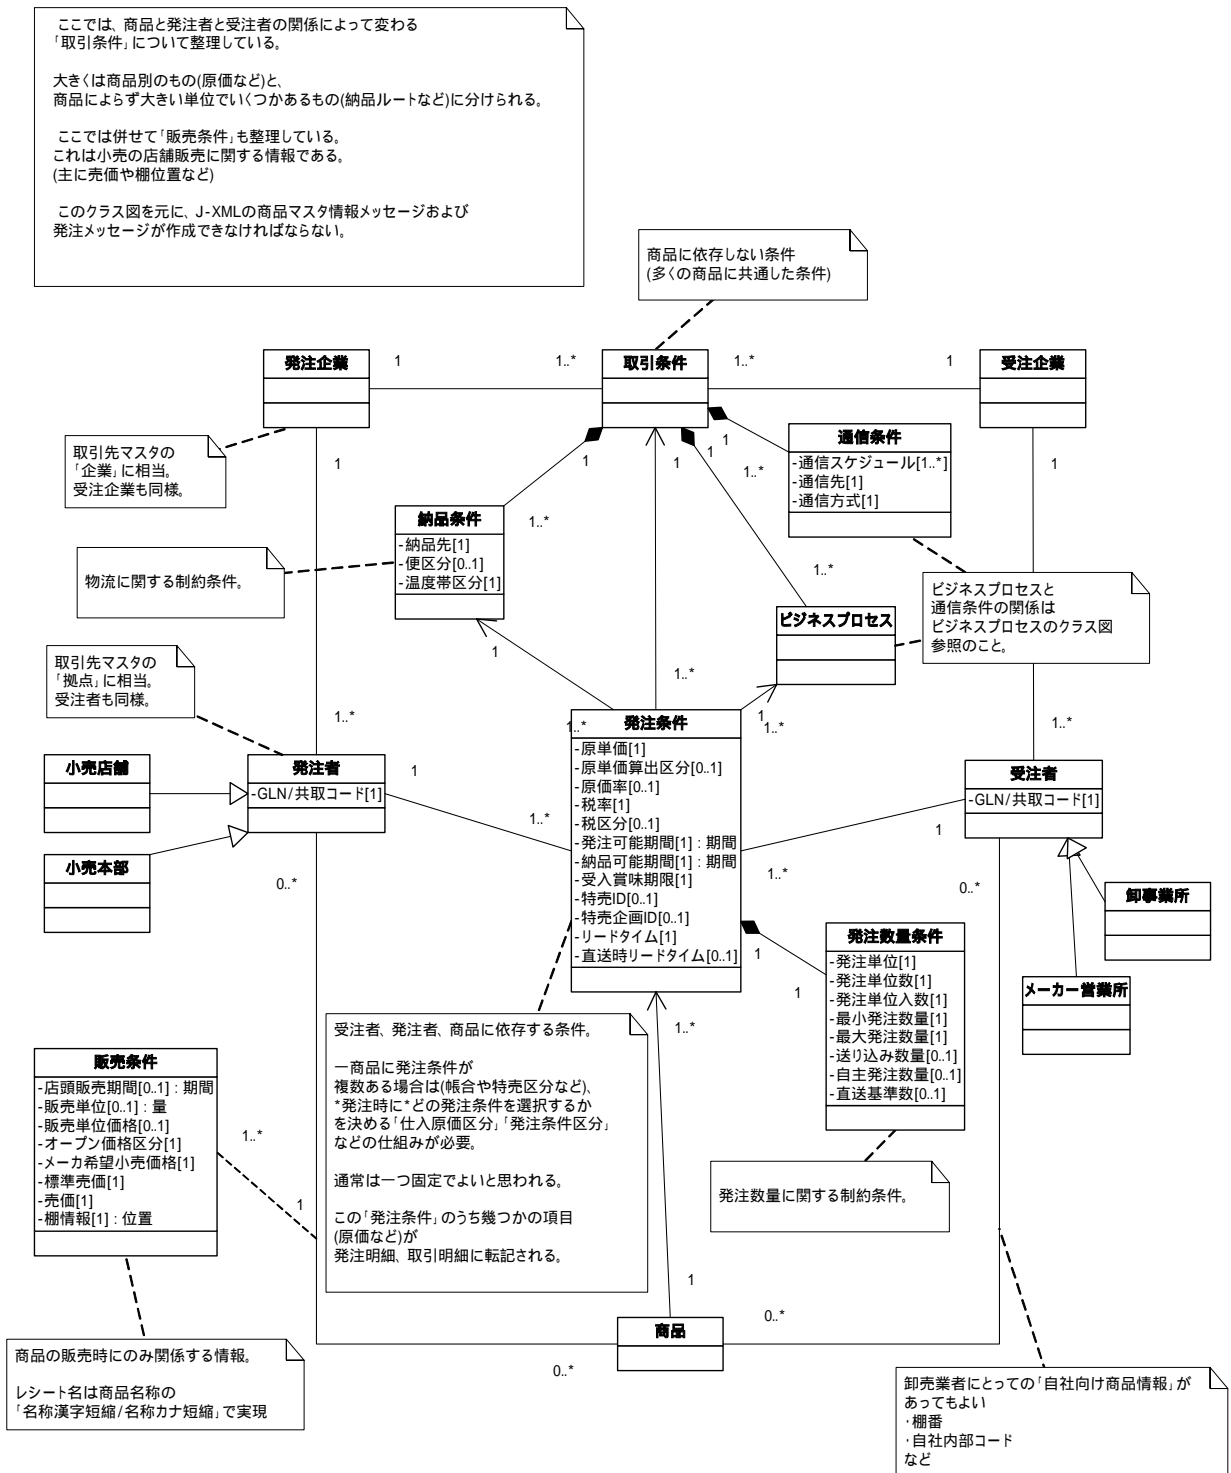 ここでは、商品と発注者と受注者の関係によって変わる
「取引条件」について整理している。
大きくは商品別のもの(原価など)と、
商品によらず大きい単位でいくつかあるもの(納品ルートなど)に分けられる。
ここでは併せて「販売条件」も整理している。
これは小売の店舗販売に関する情報である。
(主に売価や棚位置など)
このクラス図を元に、J-XMLの商品マスタ情報メッセージおよび
発注メッセージが作成できなければならない。
商品に依存しない条件
(多くの商品に共通した条件)
発注企業
1
1..*
取引条件
1..*
1
受注企業
取引先マスタの
「企業」に相当。
受注企業も同様。
1
1
1
1
1
1..*
通信条件
-通信スケジュール[1..*]
-通信先[1]
-通信方式[1]
1
納品条件
-納品先[1]
-便区分[0..1]
-温度帯区分[1]
1..*
物流に関する制約条件。
1..*
ビジネスプロセス
ビジネスプロセスと
通信条件の関係は
ビジネスプロセスのクラス図
参照のこと。
取引先マスタの
「拠点」に相当。
受注者も同様。
1
1..*
1..*
1..*
1
1..*
1..*
小売店舗
小売本部
発注者
-GLN/共取コード[1]
1
1..*
0..*
発注条件
-原単価[1]
-原単価算出区分[0..1]
-原価率[0..1]
-税率[1]
-税区分[0..1]
-発注可能期間[1] : 期間
-納品可能期間[1] : 期間
-受入賞味期限[1]
-特売ID[0..1]
-特売企画ID[0..1]
-リードタイム[1]
-直送時リードタイム[0..1]
受注者
-GLN/共取コード[1]
1
1..*
0..*
卸事業所
メーカー営業所
1
1
発注数量条件
-発注単位[1]
-発注単位数[1]
-発注単位入数[1]
-最小発注数量[1]
-最大発注数量[1]
-送り込み数量[0..1]
-自主発注数量[0..1]
-直送基準数[0..1]
1..*
受注者、発注者、商品に依存する条件。
一商品に発注条件が
複数ある場合は(帳合や特売区分など)、
*発注時に*どの発注条件を選択するか
を決める「仕入原価区分」「発注条件区分」
などの仕組みが必要。
通常は一つ固定でよいと思われる。
この「発注条件」のうち幾つかの項目
(原価など)が
発注明細、取引明細に転記される。
販売条件
-店頭販売期間[0..1] : 期間
-販売単位[0..1] : 量
-販売単位価格[0..1]
-オープン価格区分[1]
-メーカ希望小売価格[1]
-標準売価[1]
-売価[1]
-棚情報[1] : 位置
1..*
1
発注数量に関する制約条件。
1
商品
0..*
0..*
商品の販売時にのみ関係する情報。
レシート名は商品名称の
「名称漢字短縮/名称カナ短縮」で実現
卸売業者にとっての「自社向け商品情報」が
あってもよい
・棚番
・自社内部コード
など